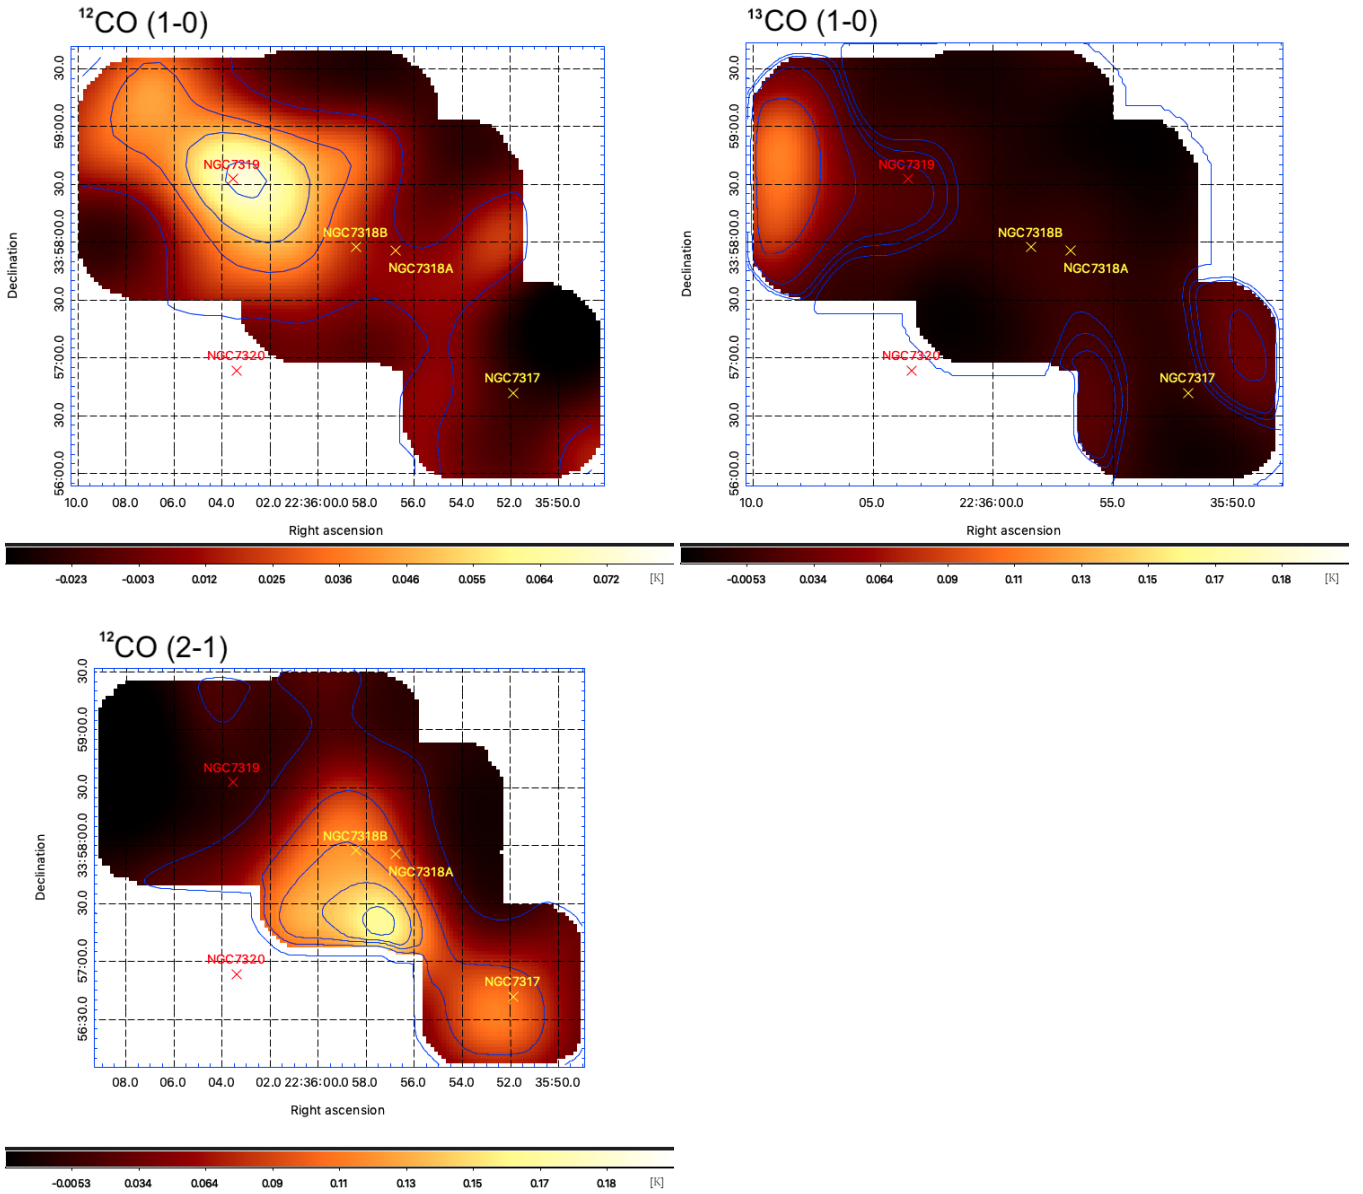 ¹²CO (1-0)
30.0
59:00.0
30.0
33:58:00.0
30.0
57:00.0
30.0
56:00.0
Declination
NGC7319
NGC7318B
NGC7318A
NGC7320
NGC7317
10.0 08.0 06.0 04.0 02.0 22:36:00.0 58.0 56.0 54.0 52.0 35:50.0
Right ascension
-0.023 -0.003 0.012 0.025 0.036 0.046 0.055 0.064 0.072 [K]
¹³CO (1-0)
30.0
59:00.0
30.0
33:58:00.0
30.0
57:00.0
30.0
56:00.0
Declination
NGC7319
NGC7318B
NGC7318A
NGC7320
NGC7317
10.0 05.0 22:36:00.0 55.0 35:50.0
Right ascension
-0.0053 0.034 0.064 0.09 0.11 0.13 0.15 0.17 0.18 [K]
¹²CO (2-1)
30.0
59:00.0
30.0
33:58:00.0
30.0
57:00.0
56:30.0
Declination
NGC7319
NGC7318B
NGC7318A
NGC7320
NGC7317
08.0 06.0 04.0 02.0 22:36:00.0 58.0 56.0 54.0 52.0 35:50.0
Right ascension
-0.0053 0.034 0.064 0.09 0.11 0.13 0.15 0.17 0.18 [K]